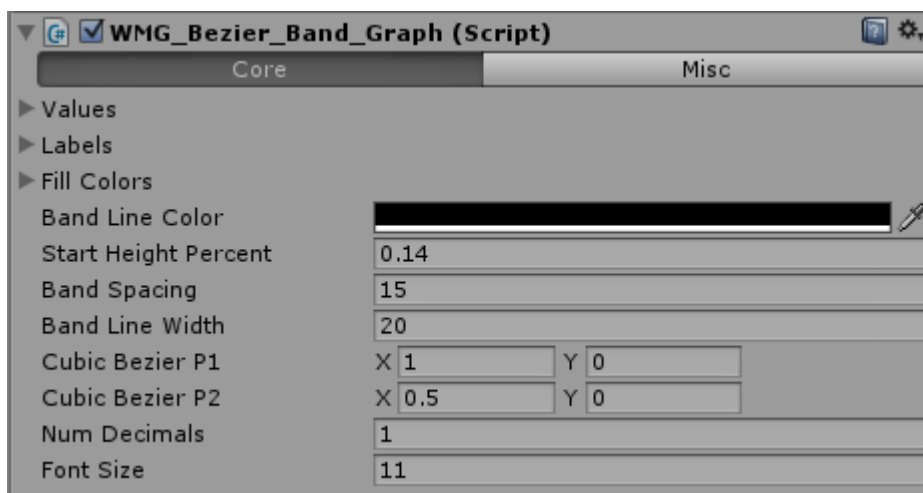 WMG_Bezier_Band_Graph (Script)
Core Misc
Values
Labels
Fill Colors
Band Line Color
Start Height Percent 0.14
Band Spacing 15
Band Line Width 20
Cubic Bezier P1 X 1 Y 0
Cubic Bezier P2 X 0.5 Y 0
Num Decimals 1
Font Size 11